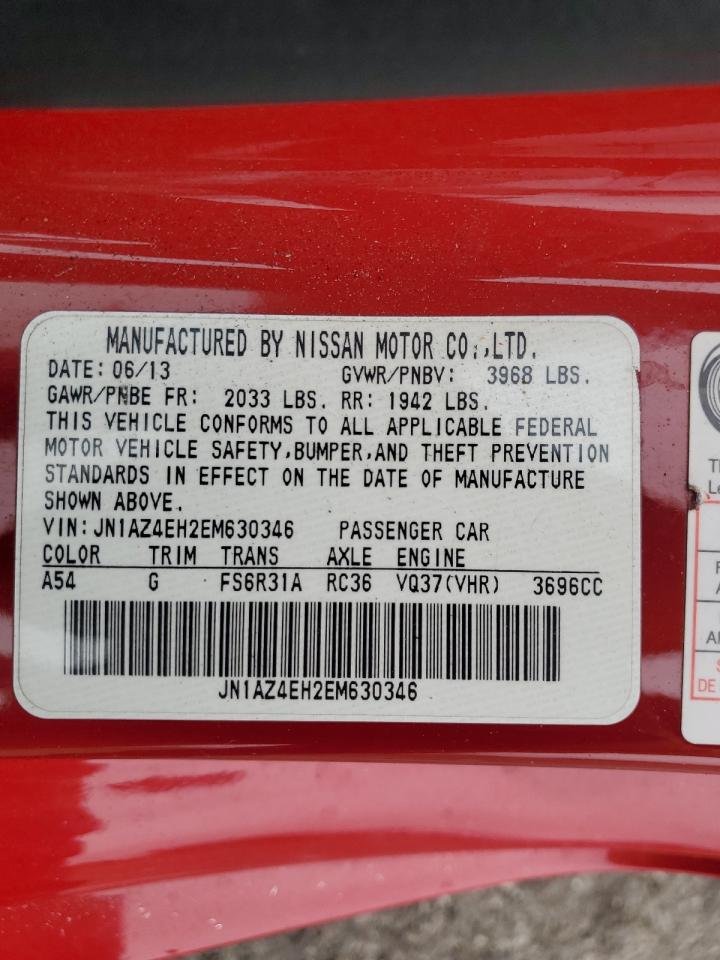 MANUFACTURED BY NISSAN MOTOR CO.,LTD.
DATE: 06/13 GVWR/PNBV: 3968 LBS.
GAWR/PNBE FR: 2033 LBS. RR: 1942 LBS.
THIS VEHICLE CONFORMS TO ALL APPLICABLE FEDERAL
MOTOR VEHICLE SAFETY,BUMPER,AND THEFT PREVENTION
STANDARDS IN EFFECT ON THE DATE OF MANUFACTURE
SHOWN ABOVE.
VIN:JN1AZ4EH2EM630346 PASSENGER CAR
COLOR TRIM TRANS AXLE ENGINE
A54 G FS6R31A RC36 VQ37(VHR) 3696CC
JN1AZ4EH2EM630346
DE